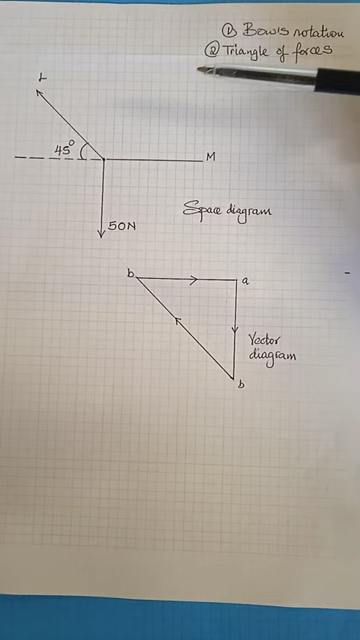 ① Bow's notation
② Triangle of forces
L
45°
M
50N
Space diagram
b
a
Vector
diagram
b